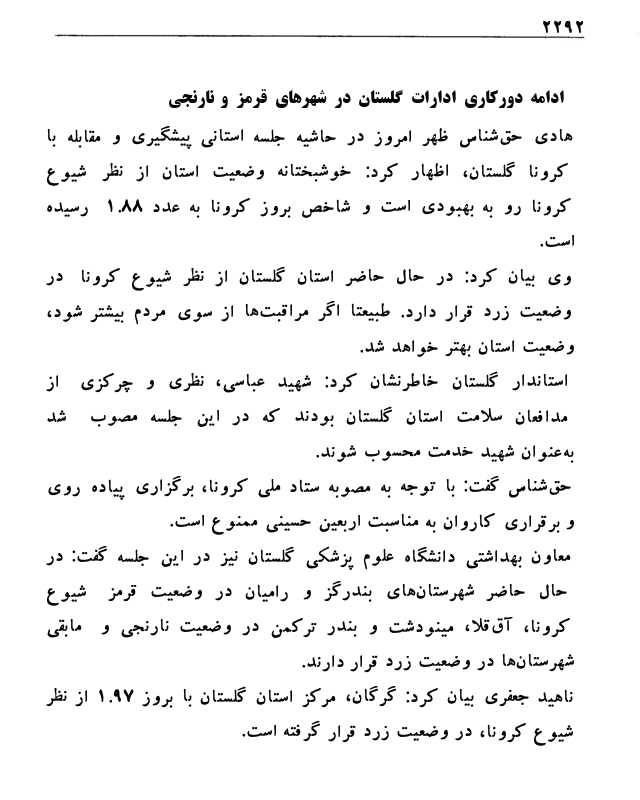 ۲۲۹۲
ادامه دورکاری ادارات گلستان در شهرهای قرمز و نارنجی
هادی حق‌شناس ظهر امروز در حاشیه جلسه استانی پیشگیری و مقابله با
کرونا گلستان، اظهار کرد: خوشبختانه وضعیت استان از نظر شیوع
کرونا رو به بهبودی است و شاخص بروز کرونا به عدد ۱.۸۸ رسیده
است.
وی بیان کرد: در حال حاضر استان گلستان از نظر شیوع کرونا در
وضعیت زرد قرار دارد. طبیعتا اگر مراقبت‌ها از سوی مردم بیشتر شود،
وضعیت استان بهتر خواهد شد.
استاندار گلستان خاطرنشان کرد: شهید عباسی، نظری و چرکزی از
مدافعان سلامت استان گلستان بودند که در این جلسه مصوب شد
به‌عنوان شهید خدمت محسوب شوند.
حق‌شناس گفت: با توجه به مصوبه ستاد ملی کرونا، برگزاری پیاده روی
و برقراری کاروان به مناسبت اربعین حسینی ممنوع است.
معاون بهداشتی دانشگاه علوم پزشکی گلستان نیز در این جلسه گفت: در
حال حاضر شهرستان‌های بندرگز و رامیان در وضعیت قرمز شیوع
کرونا، آق‌قلا، مینودشت و بندر ترکمن در وضعیت نارنجی و مابقی
شهرستان‌ها در وضعیت زرد قرار دارند.
ناهید جعفری بیان کرد: گرگان، مرکز استان گلستان با بروز ۱.۹۷ از نظر
شیوع کرونا، در وضعیت زرد قرار گرفته است.